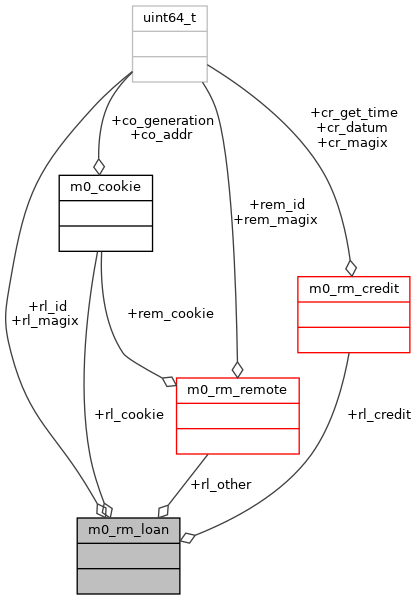 uint64_t
+co_generation
+co_addr
+cr_get_time
+cr_datum
+cr_magix
m0_cookie
+rem_id
+rem_magix
m0_rm_credit
+rl_id
+rl_magix
+rem_cookie
m0_rm_remote
+rl_cookie
+rl_credit
+rl_other
m0_rm_loan